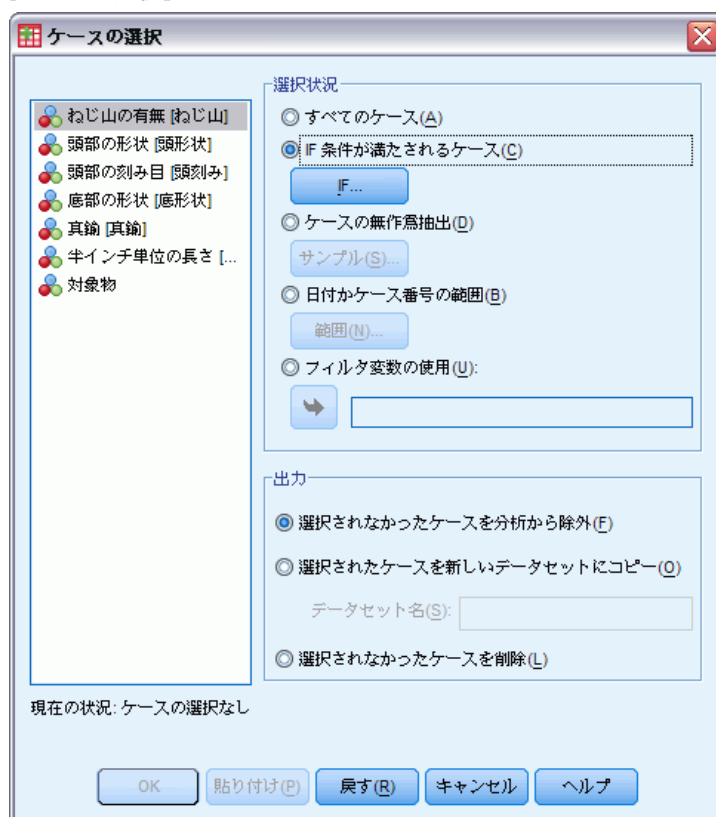 ケースの選択
選択状況
ねじ山の有無 [ねじ山]
頭部の形状 [頭形状]
頭部の刻み目 [頭刻み]
底部の形状 [底形状]
真鍮 [真鍮]
半インチ単位の長さ [...
対象物
すべてのケース(A)
IF 条件が満たされるケース(C)
IF...
ケースの無作為抽出(D)
サンプル(S)...
日付かケース番号の範囲(B)
範囲(N)...
フィルタ変数の使用(U):
出力
選択されなかったケースを分析から除外(F)
選択されたケースを新しいデータセットにコピー(O)
データセット名(S):
選択されなかったケースを削除(L)
現在の状況: ケースの選択なし
OK 貼り付け(P) 戻す(R) キャンセル ヘルプ